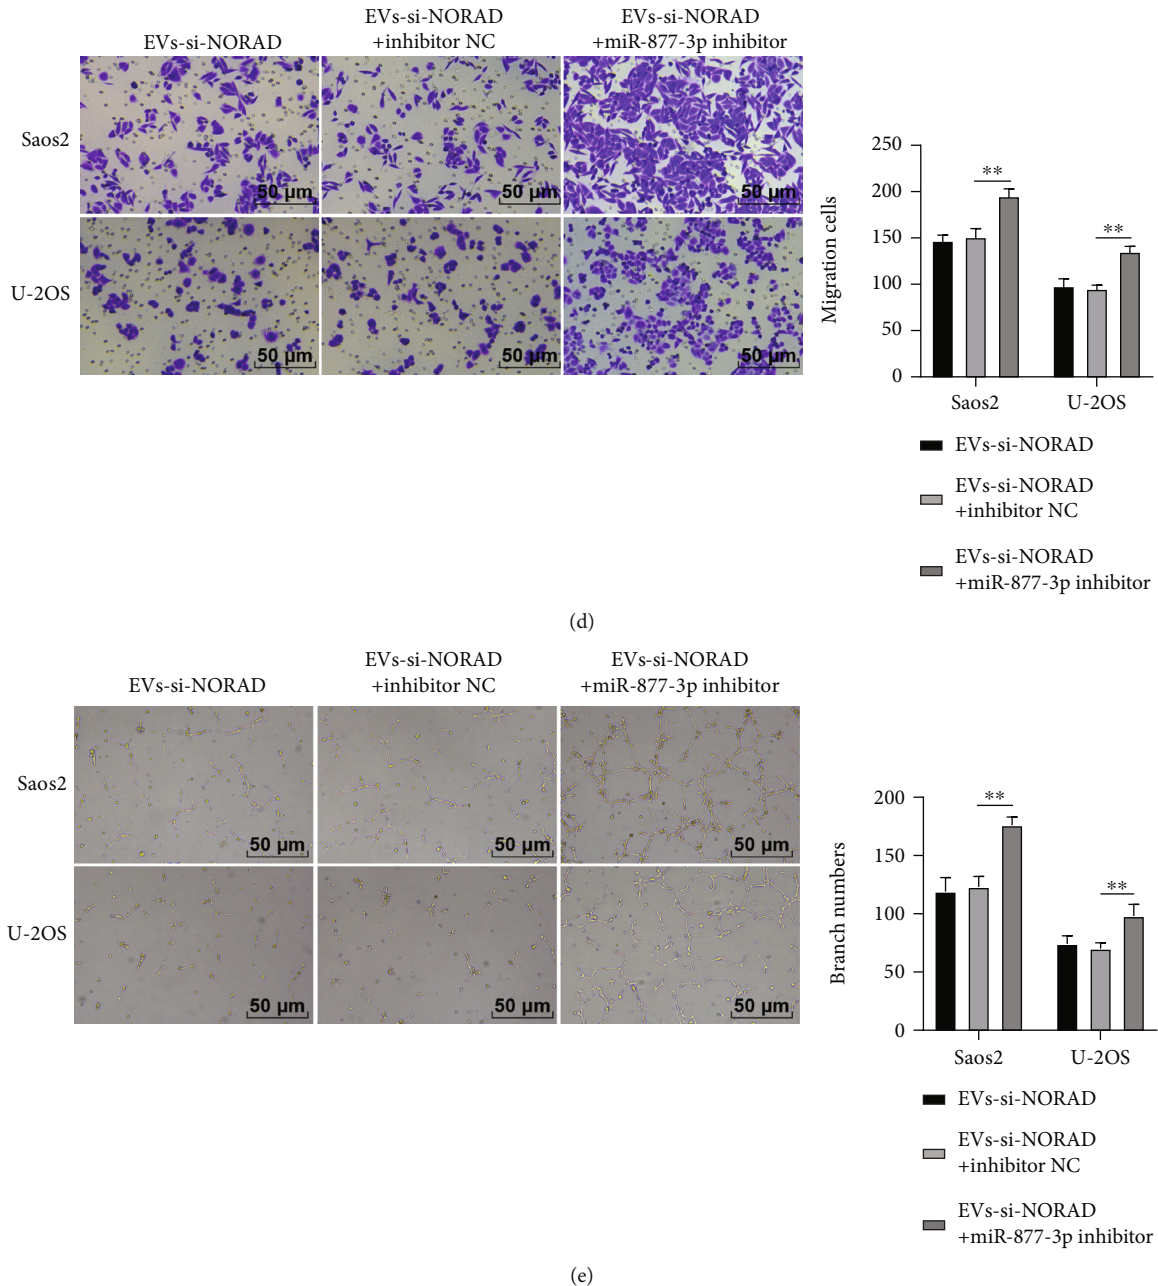 EVs-si-NORAD
EVs-si-NORAD
+inhibitor NC
EVs-si-NORAD
+miR-877-3p inhibitor
Saos2
50 μm
50 μm
50 μm
U-2OS
50 μm
50 μm
50 μm
Migration cells
250
200
150
100
50
0
**
**
Saos2
U-2OS
EVs-si-NORAD
EVs-si-NORAD
+inhibitor NC
EVs-si-NORAD
+miR-877-3p inhibitor
(d)
EVs-si-NORAD
EVs-si-NORAD
+inhibitor NC
EVs-si-NORAD
+miR-877-3p inhibitor
Saos2
50 μm
50 μm
50 μm
U-2OS
50 μm
50 μm
50 μm
Branch numbers
200
150
100
50
0
**
**
Saos2
U-2OS
EVs-si-NORAD
EVs-si-NORAD
+inhibitor NC
EVs-si-NORAD
+miR-877-3p inhibitor
(e)